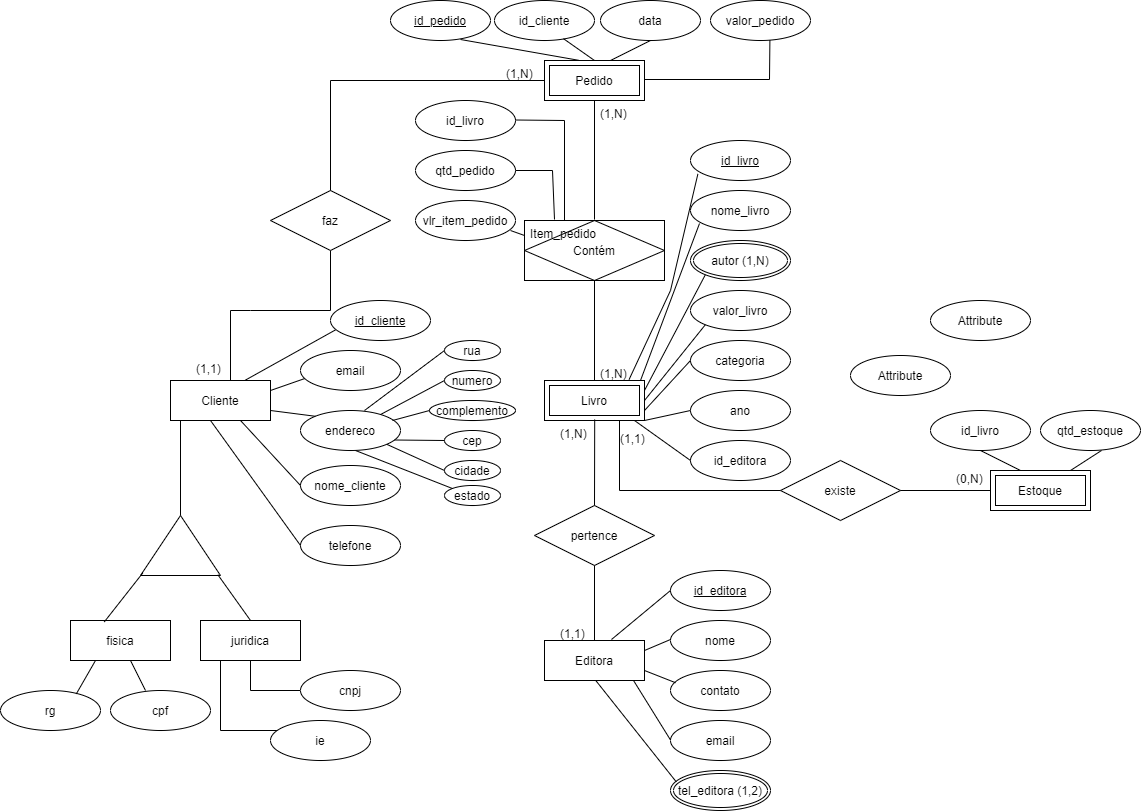 id_pedido
id_cliente
data
valor_pedido
(1,N)
Pedido
(1,N)
id_livro
qtd_pedido
vlr_item_pedido
Item_pedido
Contém
faz
id_livro
nome_livro
autor (1,N)
valor_livro
categoria
ano
id_editora
Attribute
Attribute
id_cliente
email
rua
numero
complemento
endereco
cep
cidade
estado
nome_cliente
telefone
(1,1)
Cliente
(1,N)
Livro
(1,N)
(1,1)
id_livro
qtd_estoque
existe
(0,N)
Estoque
pertence
fisica
juridica
rg
cpf
cnpj
ie
(1,1)
Editora
id_editora
nome
contato
email
tel_editora (1,2)